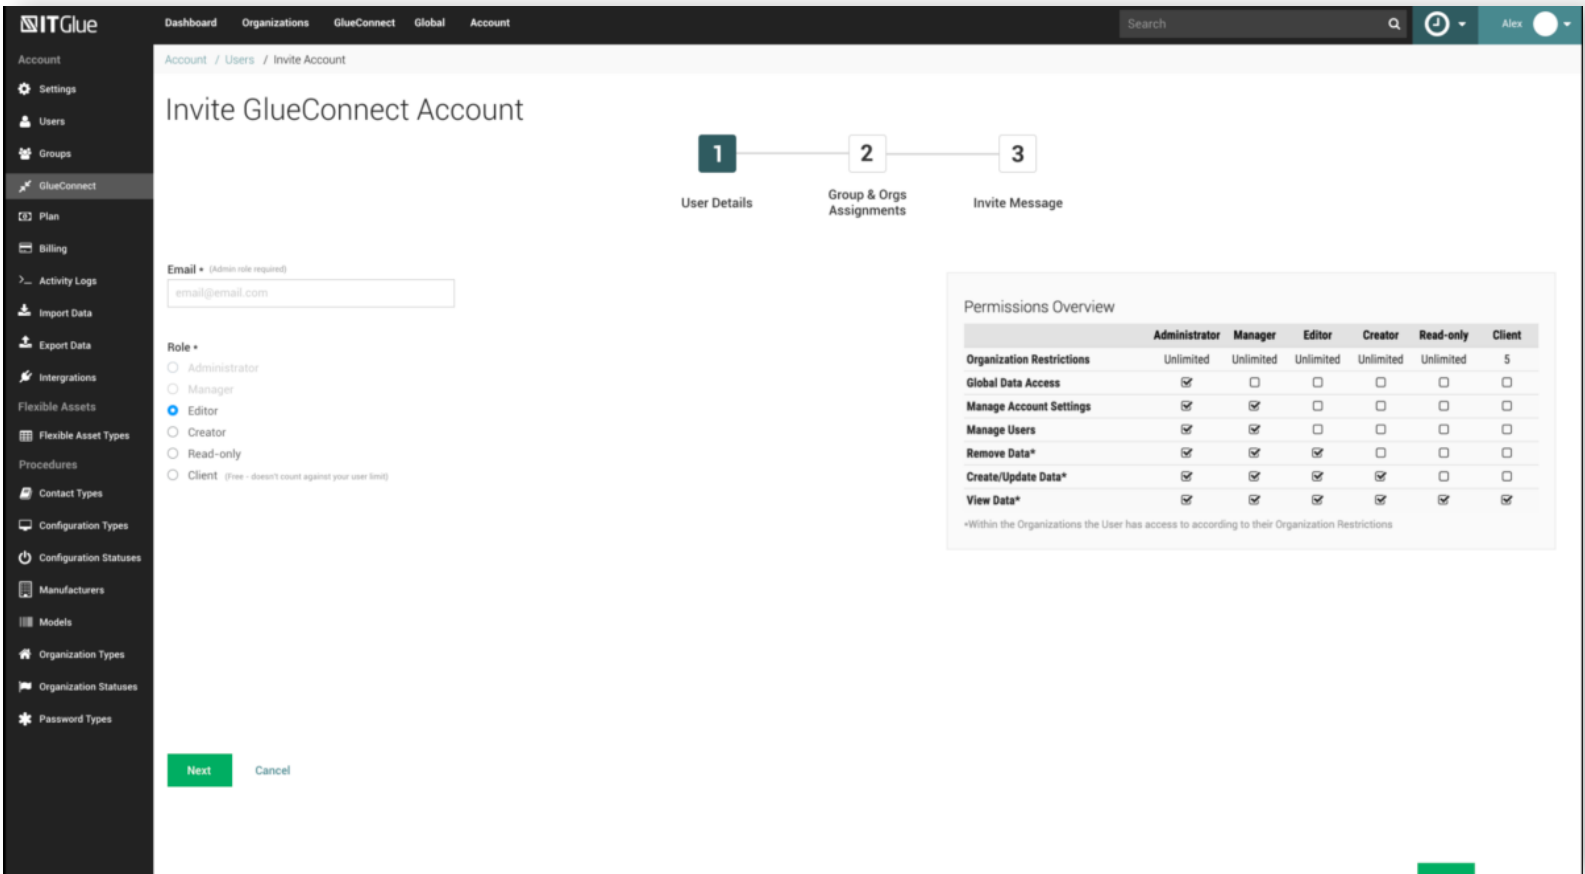 ITGlue
Dashboard Organizations GlueConnect Global Account
Search
Alex
Account
Settings
Users
Groups
GlueConnect
Plan
Billing
Activity Logs
Import Data
Export Data
Intergrations
Flexible Assets
Flexible Asset Types
Procedures
Contact Types
Configuration Types
Configuration Statuses
Manufacturers
Models
Organization Types
Organization Statuses
Password Types
Account / Users / Invite Account
Invite GlueConnect Account
1 2 3
User Details
Group & Orgs
Assignments
Invite Message
Email • (Admin role required)
email@email.com
Role •
Administrator
Manager
Editor
Creator
Read-only
Client (Free - doesn't count against your user limit)
Permissions Overview
Administrator Manager Editor Creator Read-only Client
Organization Restrictions Unlimited Unlimited Unlimited Unlimited Unlimited 5
Global Data Access
Manage Account Settings
Manage Users
Remove Data*
Create/Update Data*
View Data*
*Within the Organizations the User has access to according to their Organization Restrictions
Next Cancel